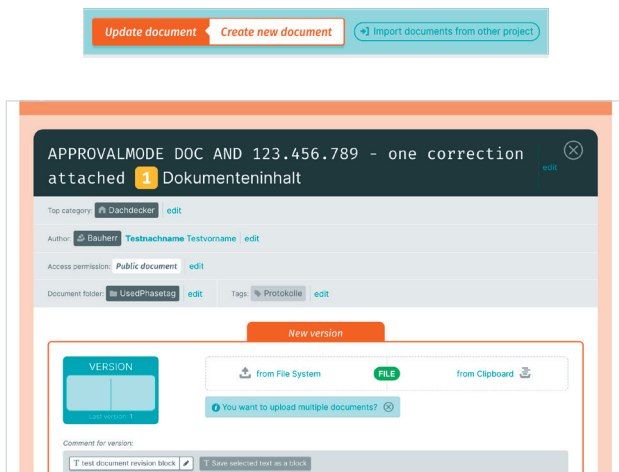 Update document Create new document Import documents from other project
APPROVALMODE DOC AND 123.456.789 - one correction
attached 1 Dokumenteninhalt
edit
Top category: Dachdecker edit
Author: Bauherr Testnachname Testvorname edit
Access permission: Public document edit
Document folder: UsedPhasetag edit Tags: Protokolle edit
New version
VERSION
Last version: 1
from File System FILE from Clipboard
You want to upload multiple documents?
Comment for version:
T test document revision block T Save selected text as a block